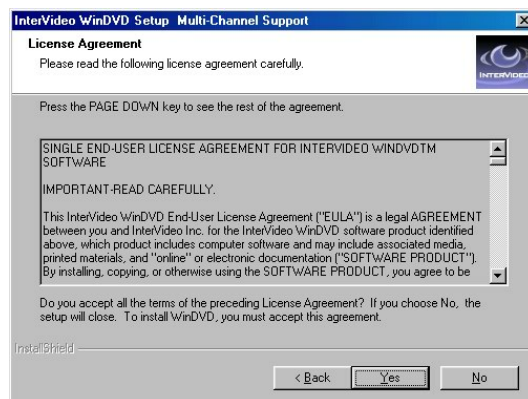 InterVideo WinDVD Setup Multi-Channel Support
License Agreement
Please read the following license agreement carefully.
INTERVIDEO
Press the PAGE DOWN key to see the rest of the agreement.
SINGLE END-USER LICENSE AGREEMENT FOR INTERVIDEO WINDVDTM
SOFTWARE
IMPORTANT-READ CAREFULLY.
This InterVideo WinDVD End-User License Agreement ("EULA") is a legal AGREEMENT
between you and InterVideo Inc. for the InterVideo WinDVD software product identified
above, which product includes computer software and may include associated media,
printed materials, and "online" or electronic documentation ("SOFTWARE PRODUCT").
By installing, copying, or otherwise using the SOFTWARE PRODUCT, you agree to be
Do you accept all the terms of the preceding License Agreement? If you choose No, the
setup will close. To install WinDVD, you must accept this agreement.
InstallShield
< Back
Yes
No